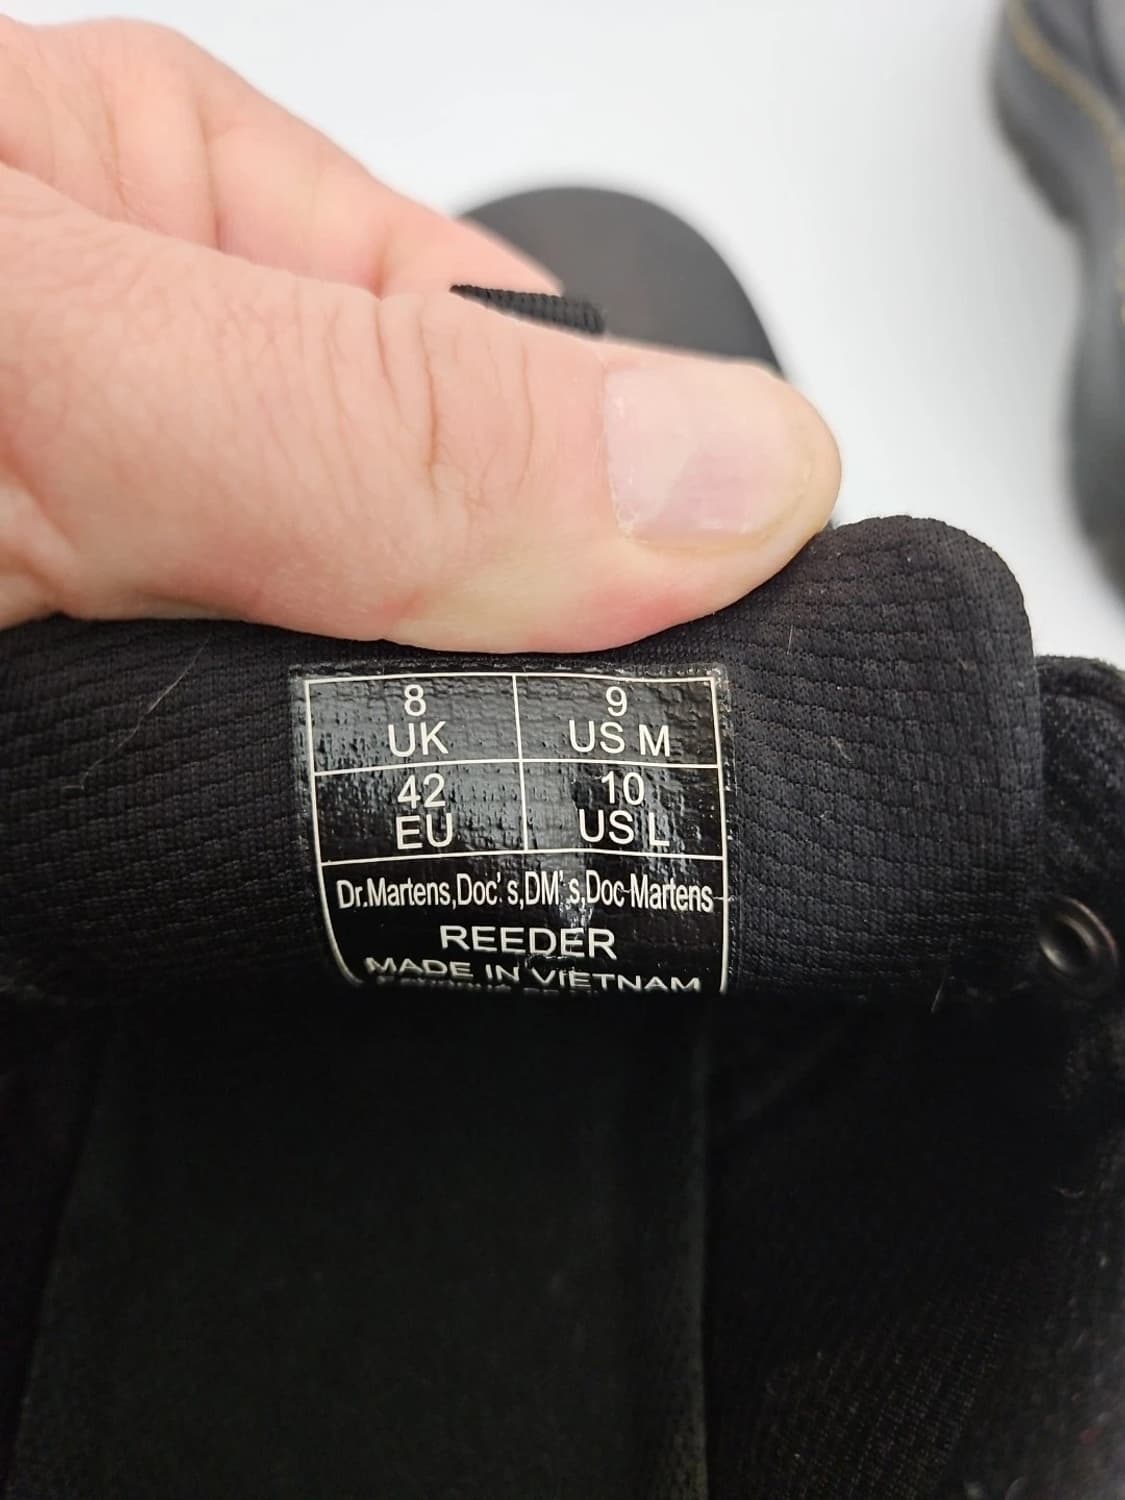 8 9
UK US M
42 10
EU US L
Dr.Martens,Doc's,DM's,Doc-Martens
REEDER
MADE IN VIETNAM